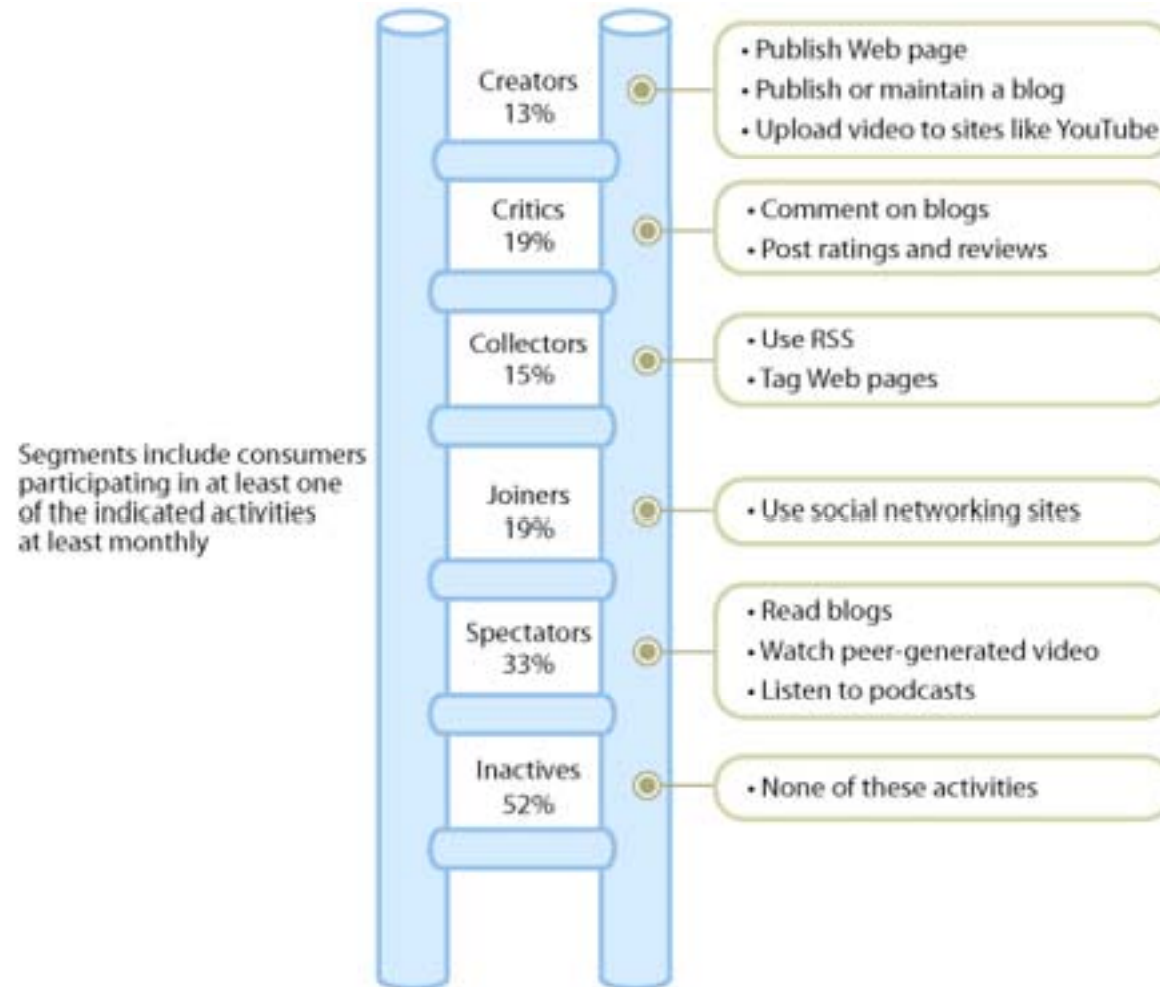 Creators
13%
• Publish Web page
• Publish or maintain a blog
• Upload video to sites like YouTube
Critics
19%
• Comment on blogs
• Post ratings and reviews
Collectors
15%
• Use RSS
• Tag Web pages
Segments include consumers
participating in at least one
of the indicated activities
at least monthly
Joiners
19%
• Use social networking sites
Spectators
33%
• Read blogs
• Watch peer-generated video
• Listen to podcasts
Inactives
52%
• None of these activities